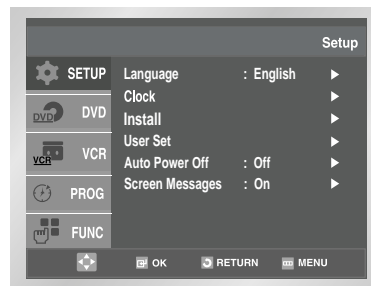 Setup
SETUP
Language : English ►
Clock ►
Install ►
User Set ►
Auto Power Off : Off ►
Screen Messages : On ►
DVD DVD
VCR VCR
PROG
FUNC
OK RETURN MENU